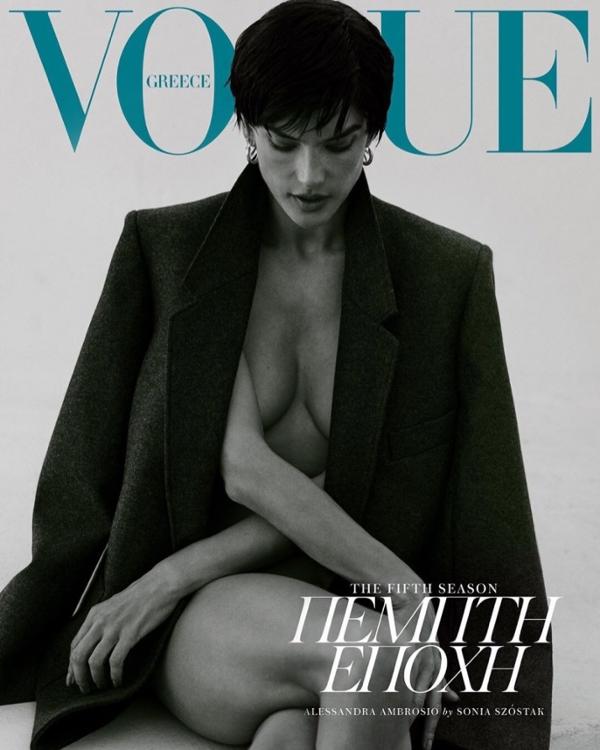 VOGUE
GREECE
THE FIFTH SEASON
ΠΕΜΠΤΗ
ΕΠΟΧΗ
ALESSANDRA AMBROSIO by SONIA SZÓSTAK